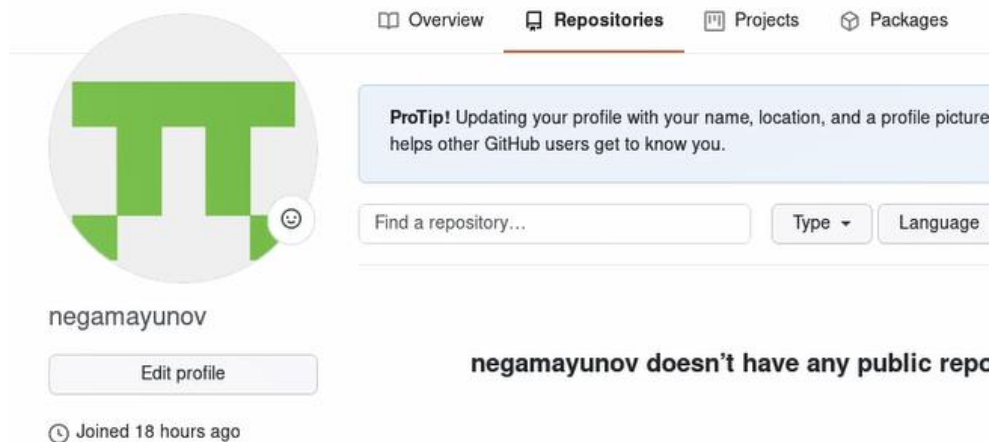 Overview Repositories Projects Packages
ProTip! Updating your profile with your name, location, and a profile picture
helps other GitHub users get to know you.
Find a repository…
Type Language
negamayunov
Edit profile
negamayunov doesn't have any public repo
Joined 18 hours ago